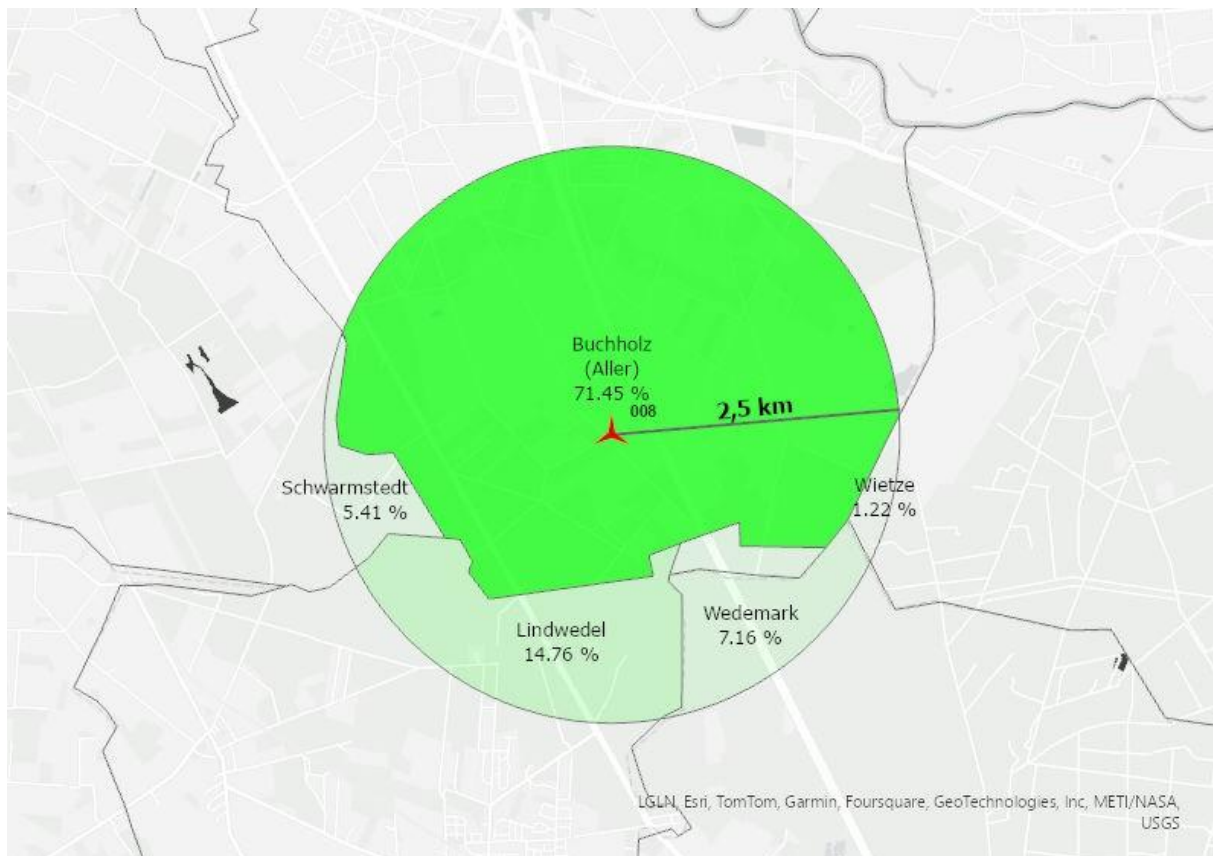 Buchholz
(Aller)
71.45 %
008
2,5 km
Schwarmstedt
5.41 %
Wietze
1.22 %
Lindwedel
14.76 %
Wedemark
7.16 %
LGLN, Esri, TomTom, Garmin, Foursquare, GeoTechnologies, Inc, METI/NASA,
USGS